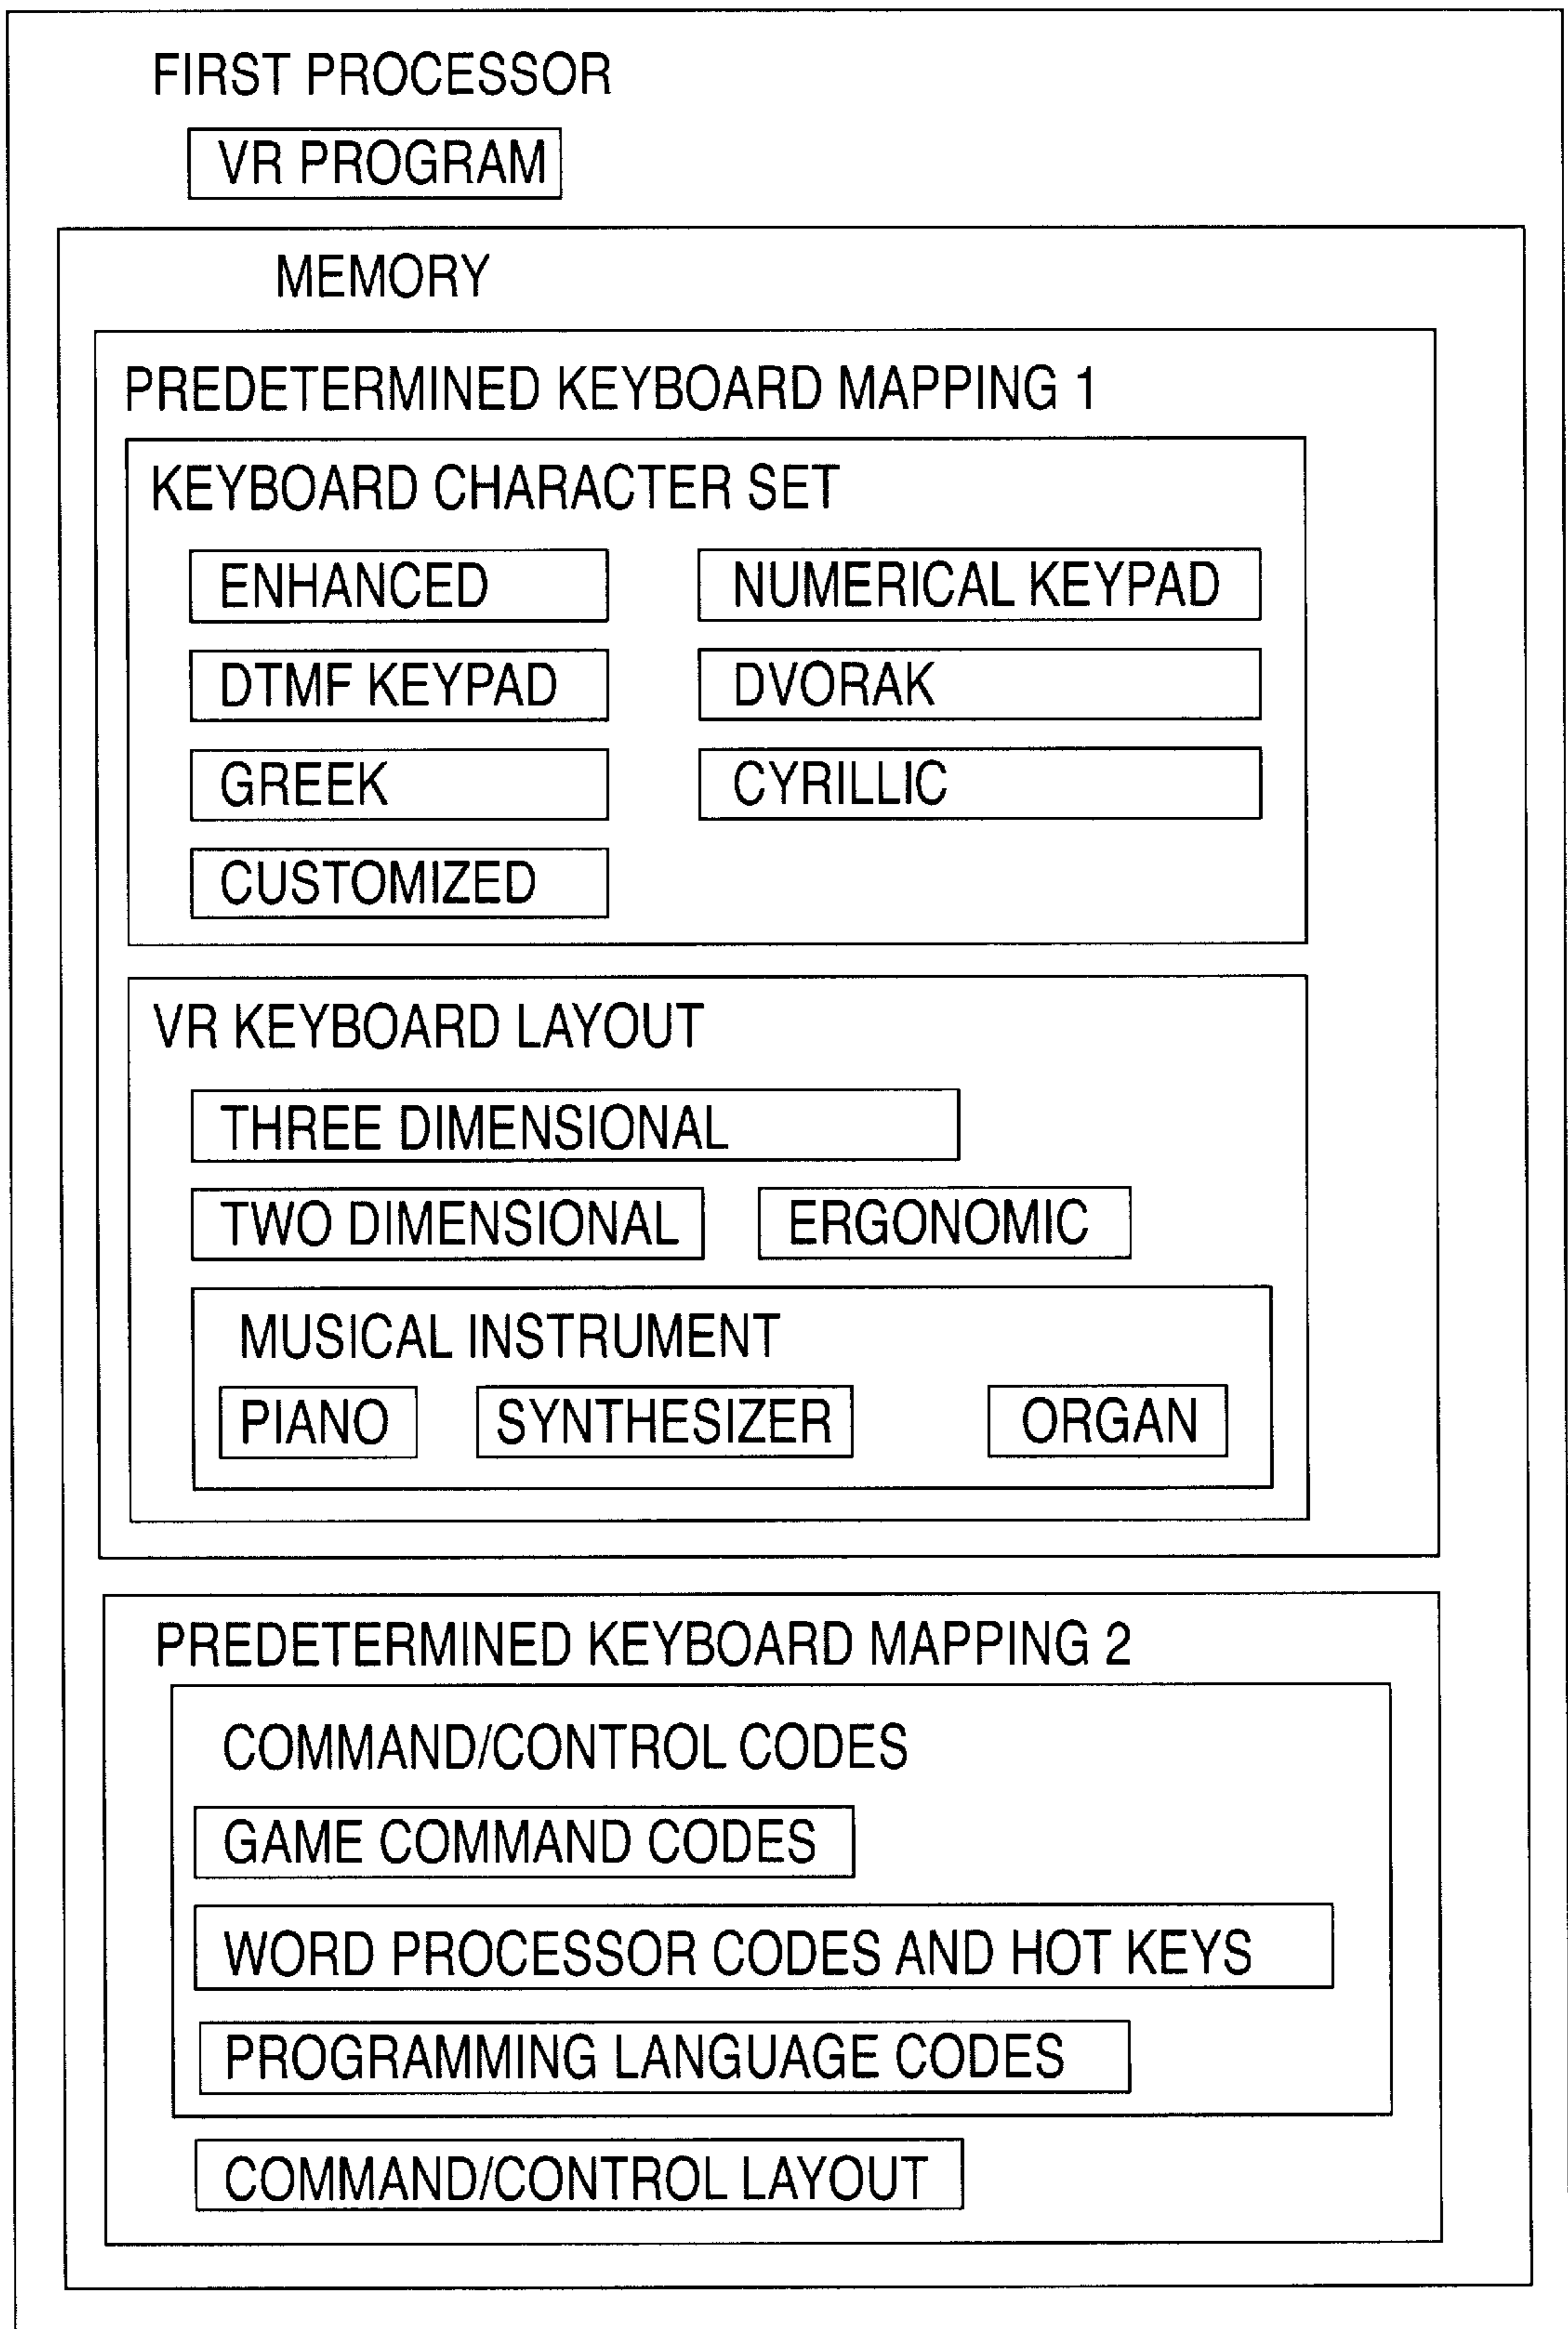 FIRST PROCESSOR
VR PROGRAM
MEMORY
PREDETERMINED KEYBOARD MAPPING 1
KEYBOARD CHARACTER SET
ENHANCED NUMERICAL KEYPAD
DTMF KEYPAD DVORAK
GREEK CYRILLIC
CUSTOMIZED
VR KEYBOARD LAYOUT
THREE DIMENSIONAL
TWO DIMENSIONAL ERGONOMIC
MUSICAL INSTRUMENT
PIANO SYNTHESIZER ORGAN
PREDETERMINED KEYBOARD MAPPING 2
COMMAND/CONTROL CODES
GAME COMMAND CODES
WORD PROCESSOR CODES AND HOT KEYS
PROGRAMMING LANGUAGE CODES
COMMAND/CONTROL LAYOUT